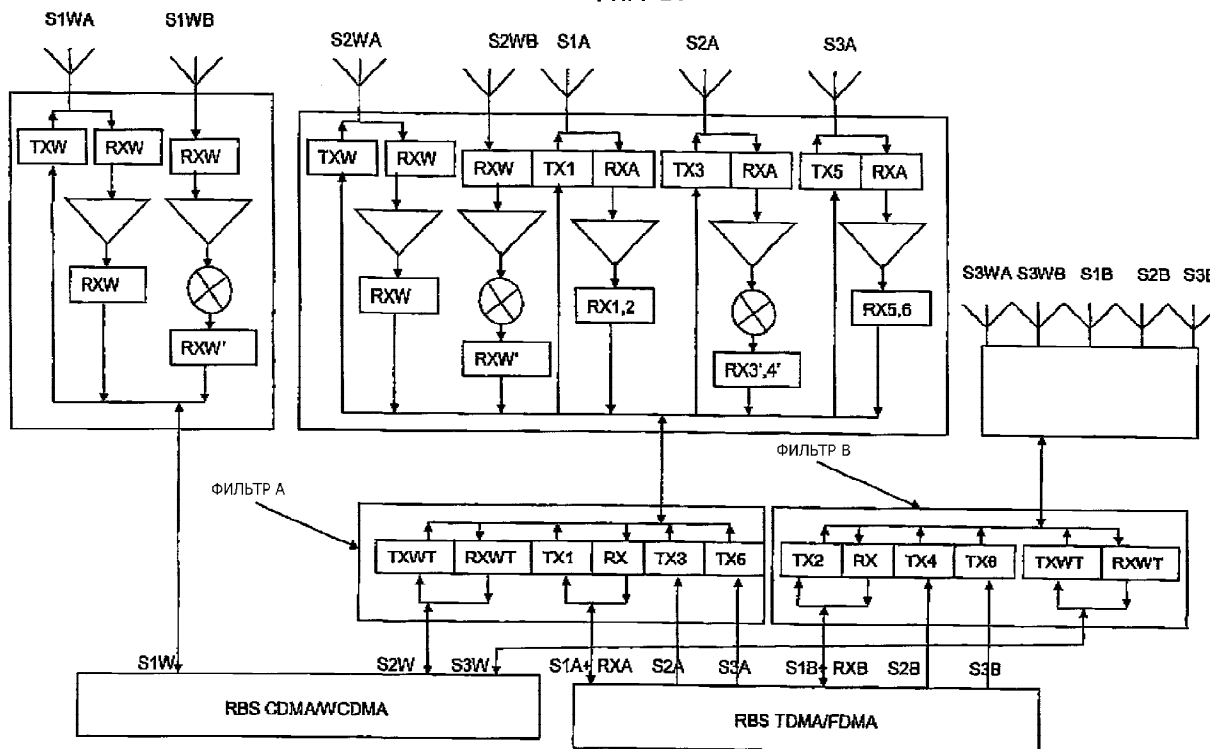 S1WA S1WB
S2WA S2WB S1A S2A S3A
TXW RXW RXW
TXW RXW RXW TX1 RXA TX3 RXA TX5 RXA
RXW RXW RX1,2 RX5,6
RXW' RXW' RX3',4'
S3WA S3WB S1B S2B S3B
ФИЛЬТР А
ФИЛЬТР В
TXWT RXWT TX1 RX TX3 TX5
TX2 RX TX4 TX6 TXWT RXWT
S1W S2W S3W S1A+ RXA S2A S3A S1B+ RXB S2B S3B
RBS CDMA/WCDMA
RBS TDMA/FDMA